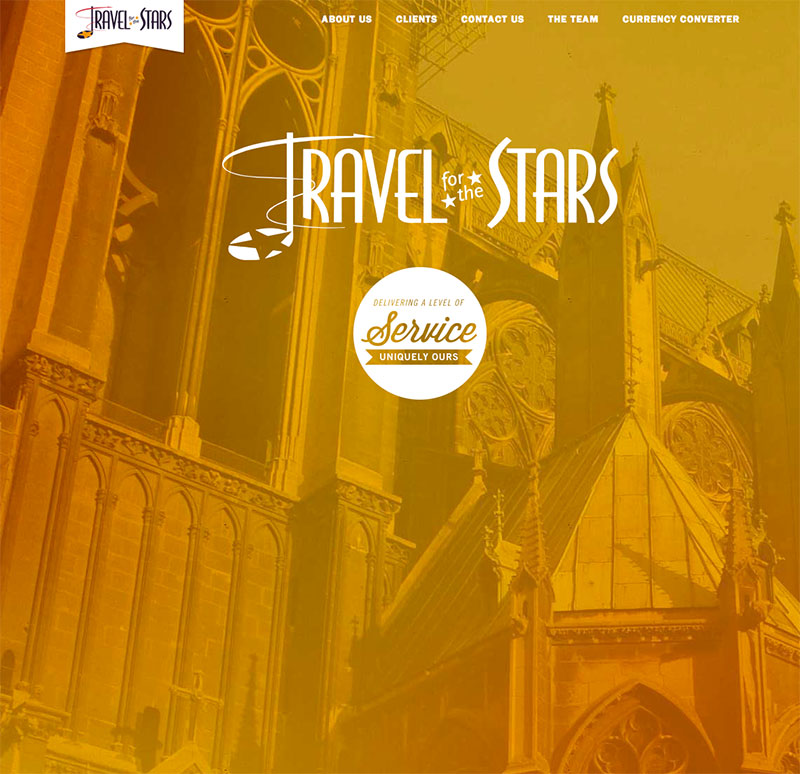 TRAVEL for the STARS
ABOUT US CLIENTS CONTACT US THE TEAM CURRENCY CONVERTER
TRAVEL for the STARS
DELIVERING A LEVEL OF
Service
UNIQUELY OURS